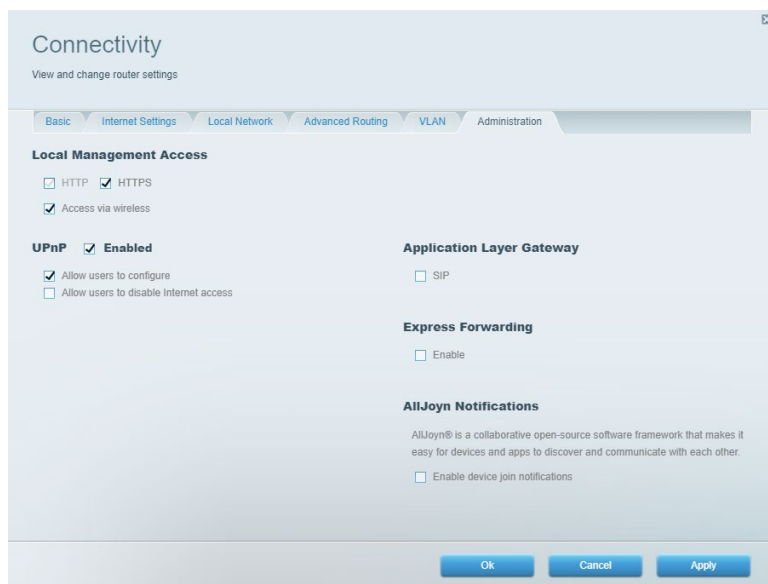 Connectivity
View and change router settings
Basic Internet Settings Local Network Advanced Routing VLAN Administration
Local Management Access
HTTP HTTPS
Access via wireless
UPnP Enabled
Allow users to configure
Allow users to disable Internet access
Application Layer Gateway
SIP
Express Forwarding
Enable
AllJoyn Notifications
AllJoyn® is a collaborative open-source software framework that makes it
easy for devices and apps to discover and communicate with each other.
Enable device join notifications
Ok Cancel Apply